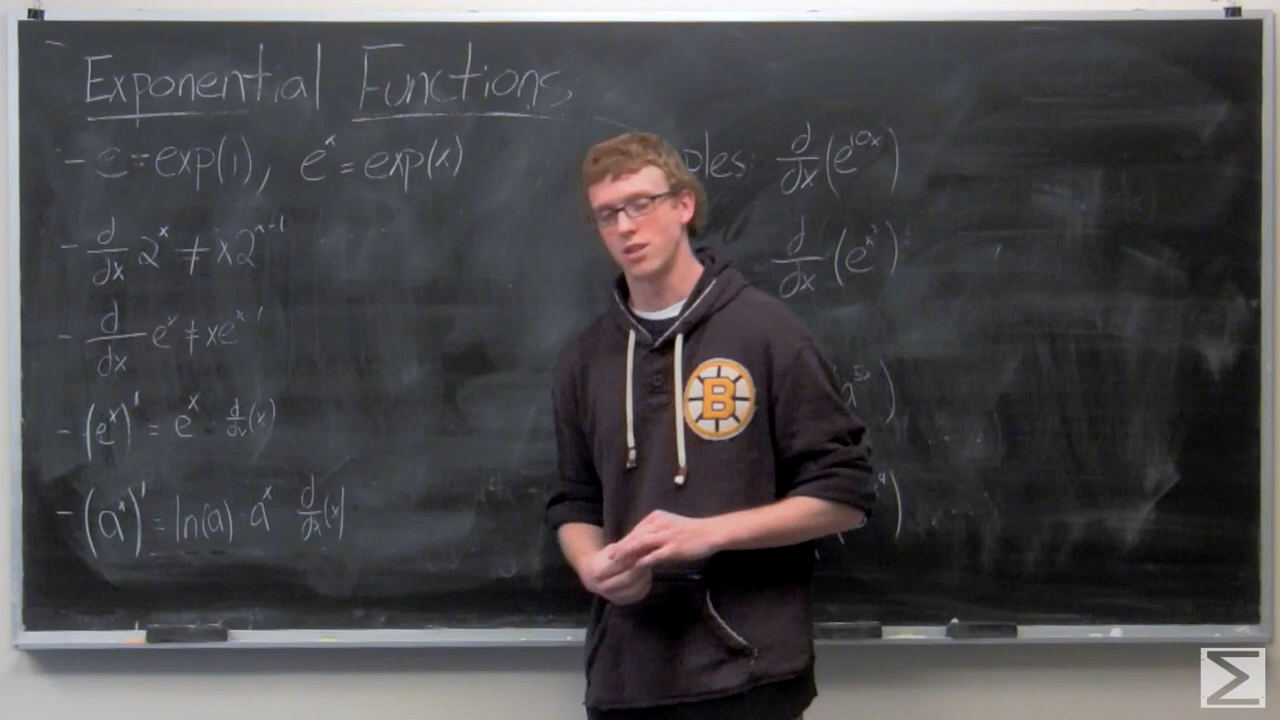 Exponential Functions
- e = exp(1), e^x = exp(x)
- d/dx 2^x ≠ x2^(x-1)
- d/dx e^x ≠ xe^(x-1)
- (e^x)' = e^x · d/dx(x)
- (a^x)' = ln(a) · a^x d/dx(x)
ples: d/dx (e^(10x))
d/dx (e^(x^2))
B
Σ